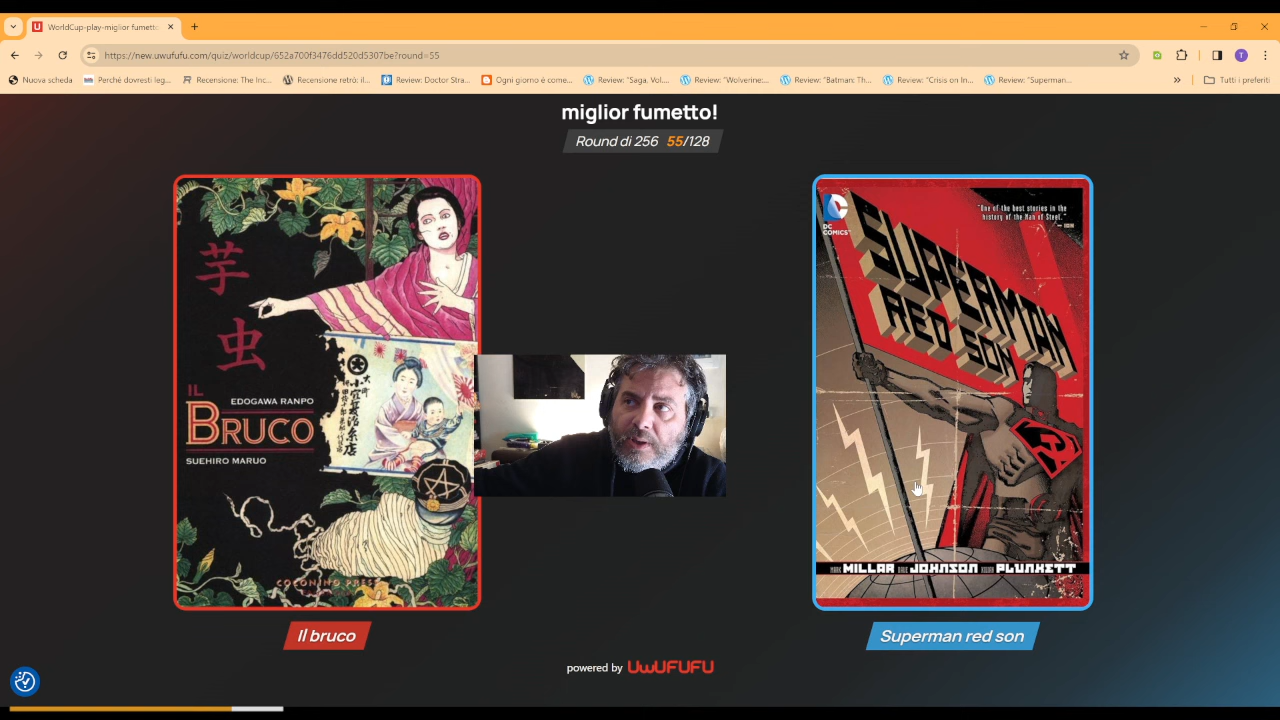 WorldCup-play-miglior fumetto
https://new.uwufufu.com/quiz/worldcup/652a700f3476dd520d5307be?round=55
Nuova scheda
Perché dovresti leg...
Recensione: The Inc...
Recensione retrò: il...
Review: Doctor Stra...
Ogni giorno è come...
Review: "Saga, Vol....
Review: "Wolverine:...
Review: "Batman: Th...
Review: "Crisis on In...
Review: "Superman...
»
Tutti i preferiti
T
miglior fumetto!
Round di 256 55/128
芋
虫
IL
EDOGAWA RANPO
BRUCO
SUEHIRO MARUO
COCONINO PRESS
Il bruco
DC
COMICS™
"One of the best stories in the
history of the Man of Steel."
SUPERMAN
RED SON
MARK MILLAR DAVE JOHNSON KILIAN PLUNKETT
Superman red son
powered by UwUFUFU